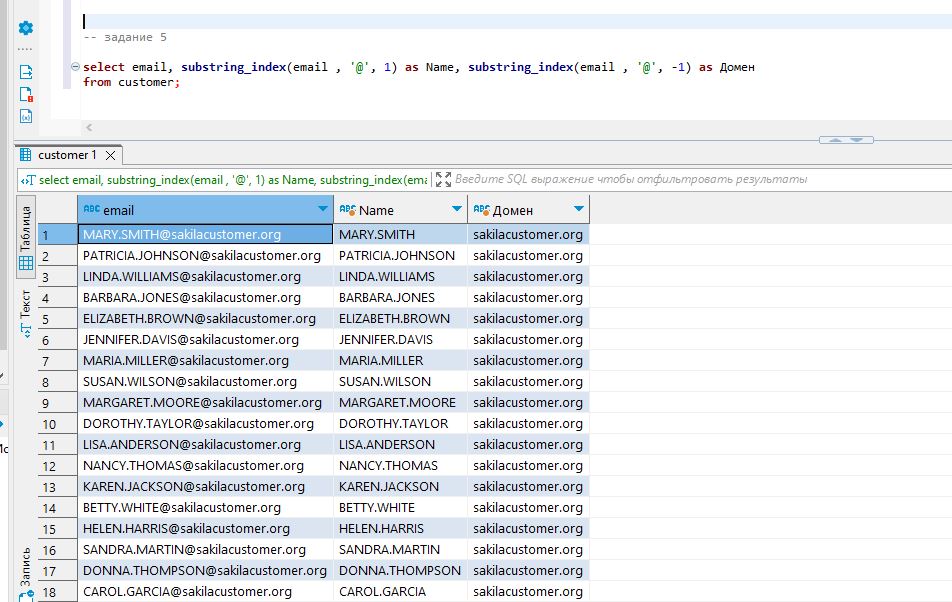 -- задание 5
select email, substring_index(email , '@', 1) as Name, substring_index(email , '@', -1) as Домен
from customer;
customer 1
select email, substring_index(email , '@', 1) as Name, substring_index(ema
Введите SQL выражение чтобы отфильтровать результаты
Таблица
Текст
Запись
ABC email ABC Name ABC Домен
1 MARY.SMITH@sakilacustomer.org MARY.SMITH sakilacustomer.org
2 PATRICIA.JOHNSON@sakilacustomer.org PATRICIA.JOHNSON sakilacustomer.org
3 LINDA.WILLIAMS@sakilacustomer.org LINDA.WILLIAMS sakilacustomer.org
4 BARBARA.JONES@sakilacustomer.org BARBARA.JONES sakilacustomer.org
5 ELIZABETH.BROWN@sakilacustomer.org ELIZABETH.BROWN sakilacustomer.org
6 JENNIFER.DAVIS@sakilacustomer.org JENNIFER.DAVIS sakilacustomer.org
7 MARIA.MILLER@sakilacustomer.org MARIA.MILLER sakilacustomer.org
8 SUSAN.WILSON@sakilacustomer.org SUSAN.WILSON sakilacustomer.org
9 MARGARET.MOORE@sakilacustomer.org MARGARET.MOORE sakilacustomer.org
10 DOROTHY.TAYLOR@sakilacustomer.org DOROTHY.TAYLOR sakilacustomer.org
11 LISA.ANDERSON@sakilacustomer.org LISA.ANDERSON sakilacustomer.org
12 NANCY.THOMAS@sakilacustomer.org NANCY.THOMAS sakilacustomer.org
13 KAREN.JACKSON@sakilacustomer.org KAREN.JACKSON sakilacustomer.org
14 BETTY.WHITE@sakilacustomer.org BETTY.WHITE sakilacustomer.org
15 HELEN.HARRIS@sakilacustomer.org HELEN.HARRIS sakilacustomer.org
16 SANDRA.MARTIN@sakilacustomer.org SANDRA.MARTIN sakilacustomer.org
17 DONNA.THOMPSON@sakilacustomer.org DONNA.THOMPSON sakilacustomer.org
18 CAROL.GARCIA@sakilacustomer.org CAROL.GARCIA sakilacustomer.org